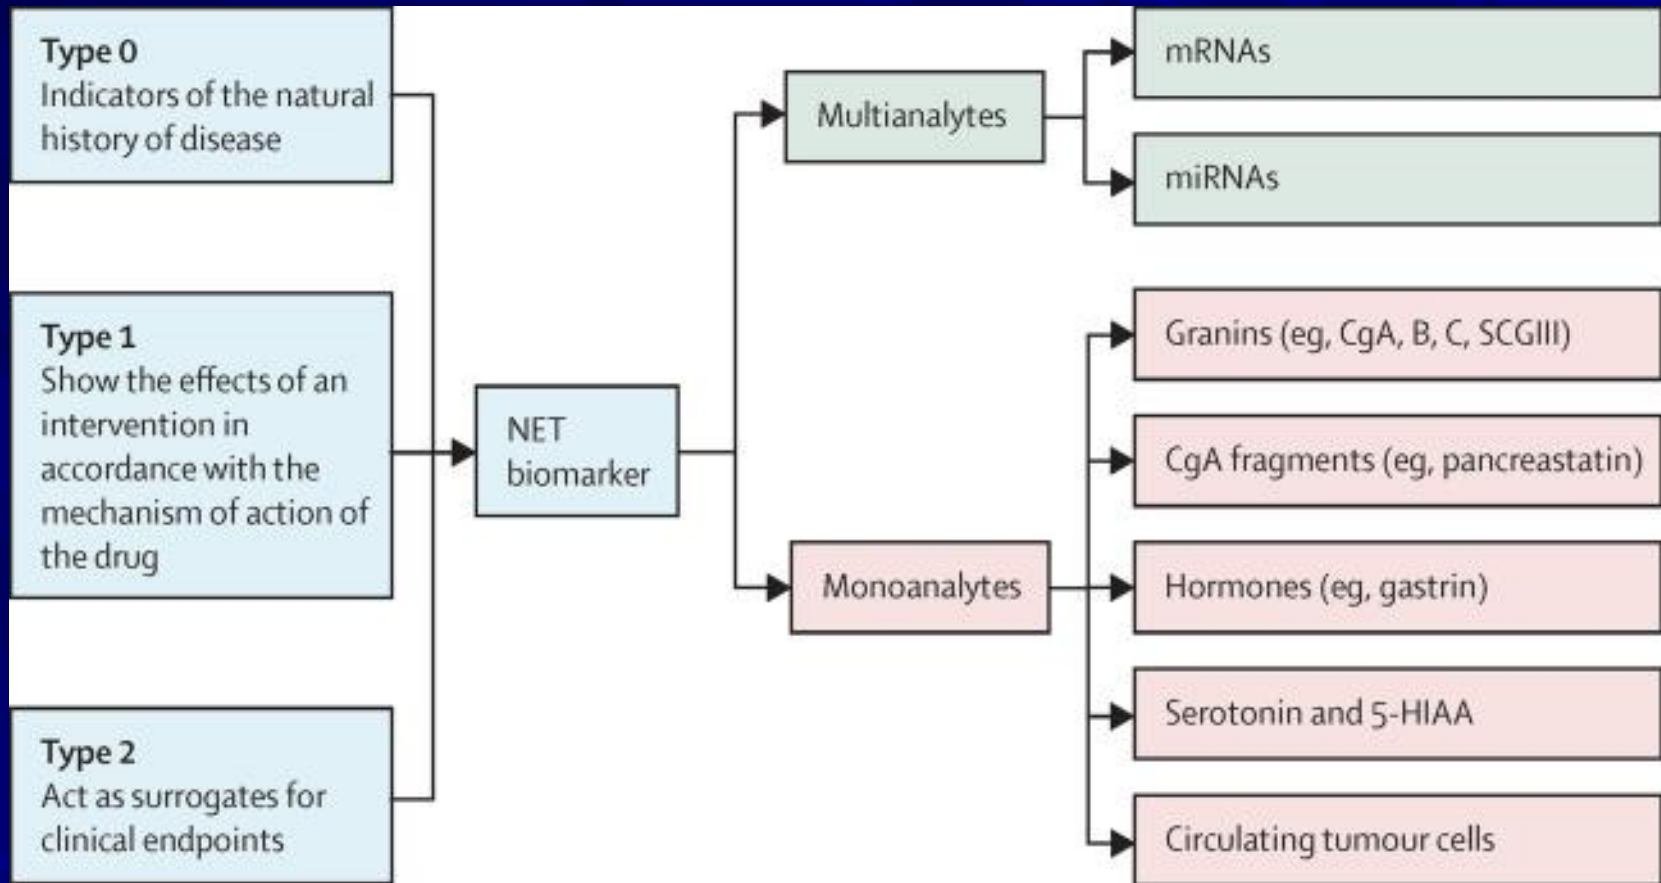 Type 0
Indicators of the natural
history of disease
Type 1
Show the effects of an
intervention in
accordance with the
mechanism of action of
the drug
Type 2
Act as surrogates for
clinical endpoints
NET
biomarker
Multianalytes
Monoanalytes
mRNAs
miRNAs
Granins (eg, CgA, B, C, SCGIII)
CgA fragments (eg, pancreastatin)
Hormones (eg, gastrin)
Serotonin and 5-HIAA
Circulating tumour cells